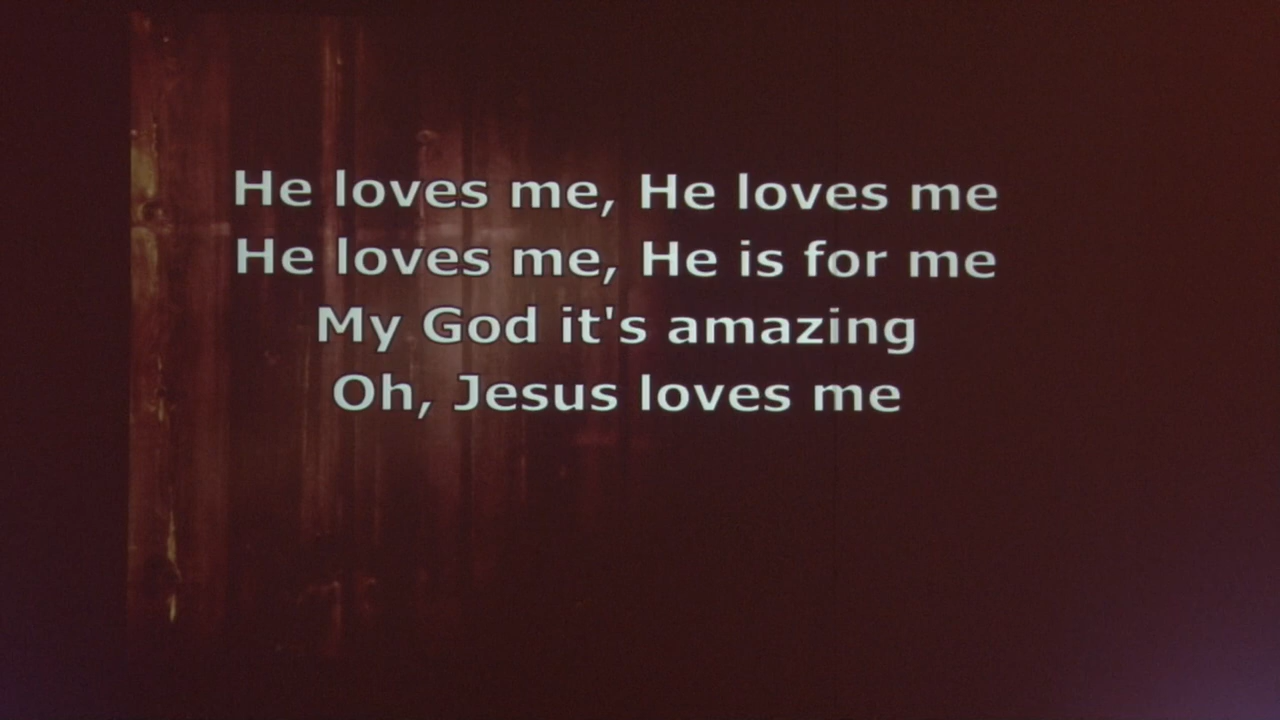 He loves me, He loves me
He loves me, He is for me
My God it's amazing
Oh, Jesus loves me